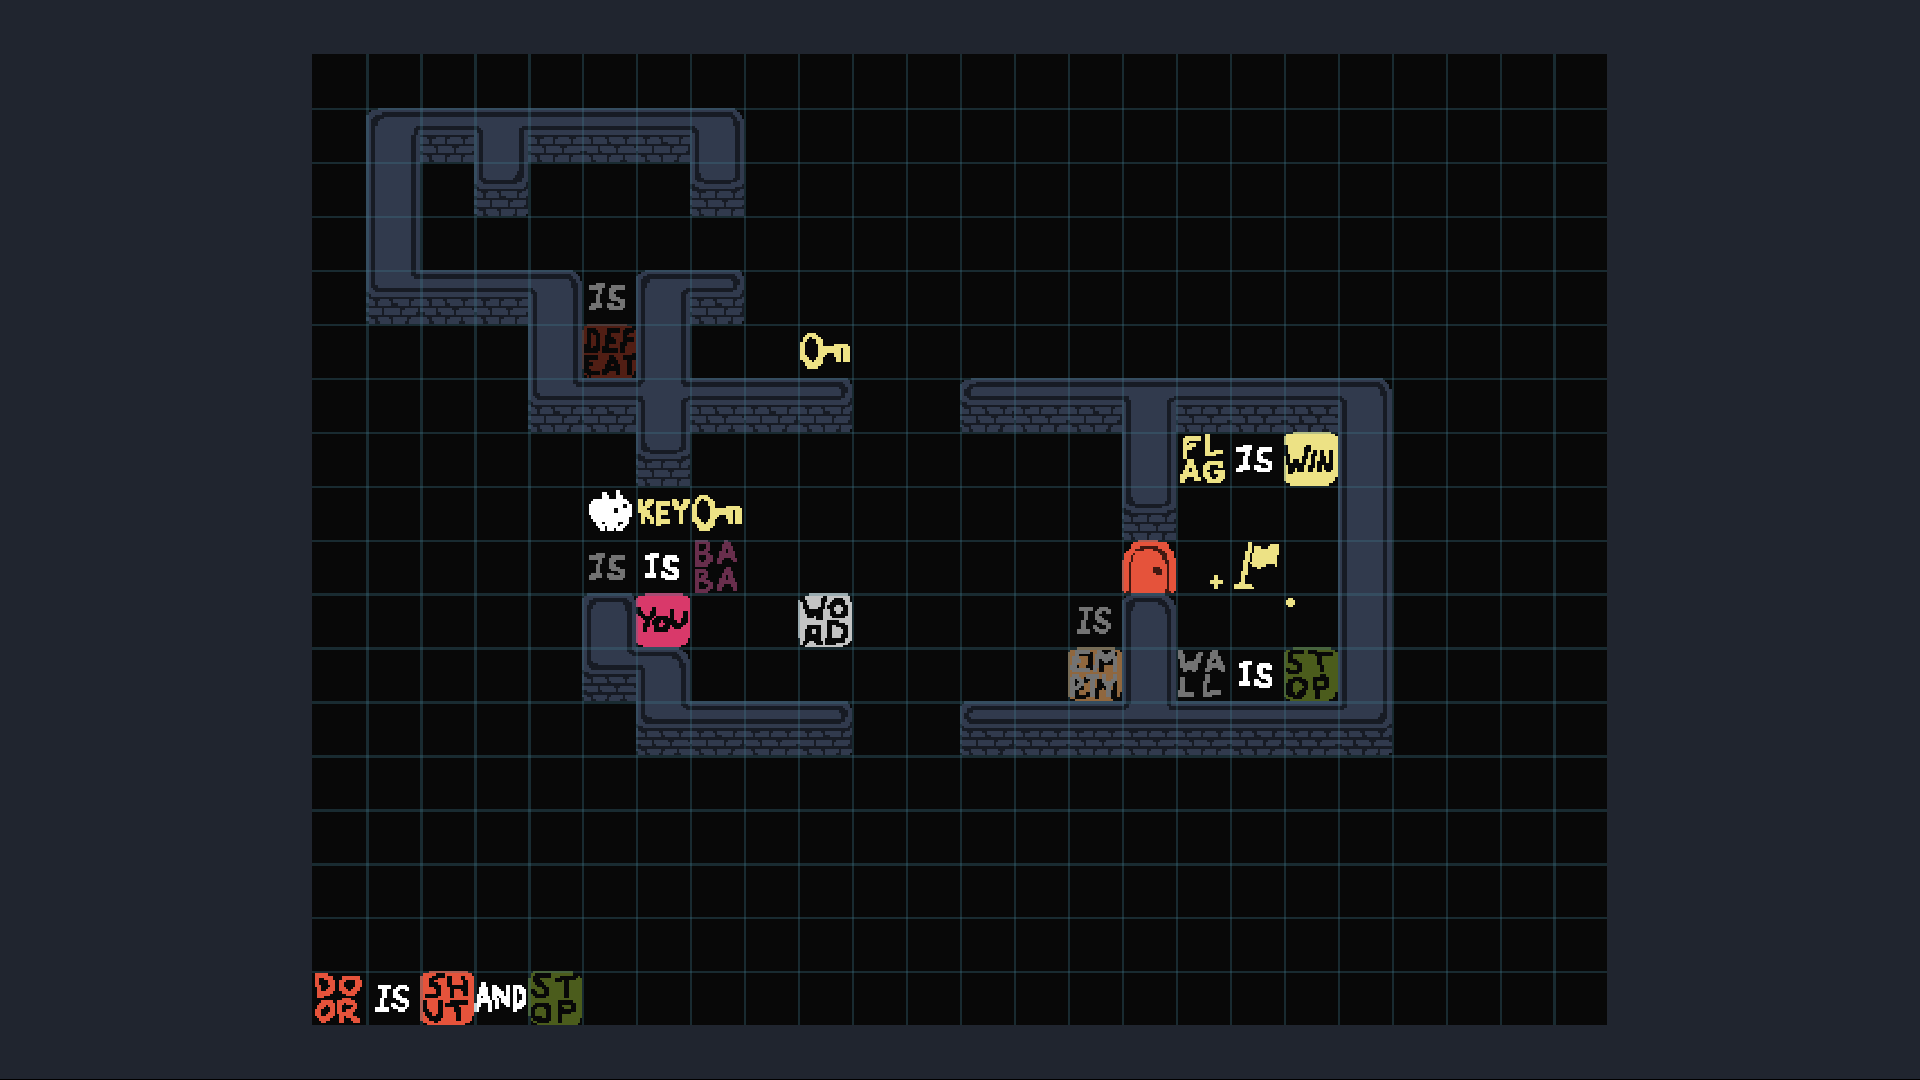 IS
DEFEAT
FLAG IS WIN
KEY
IS IS BABA
YOU WORD IS
WALL IS STOP
DOOR IS SHUT AND STOP